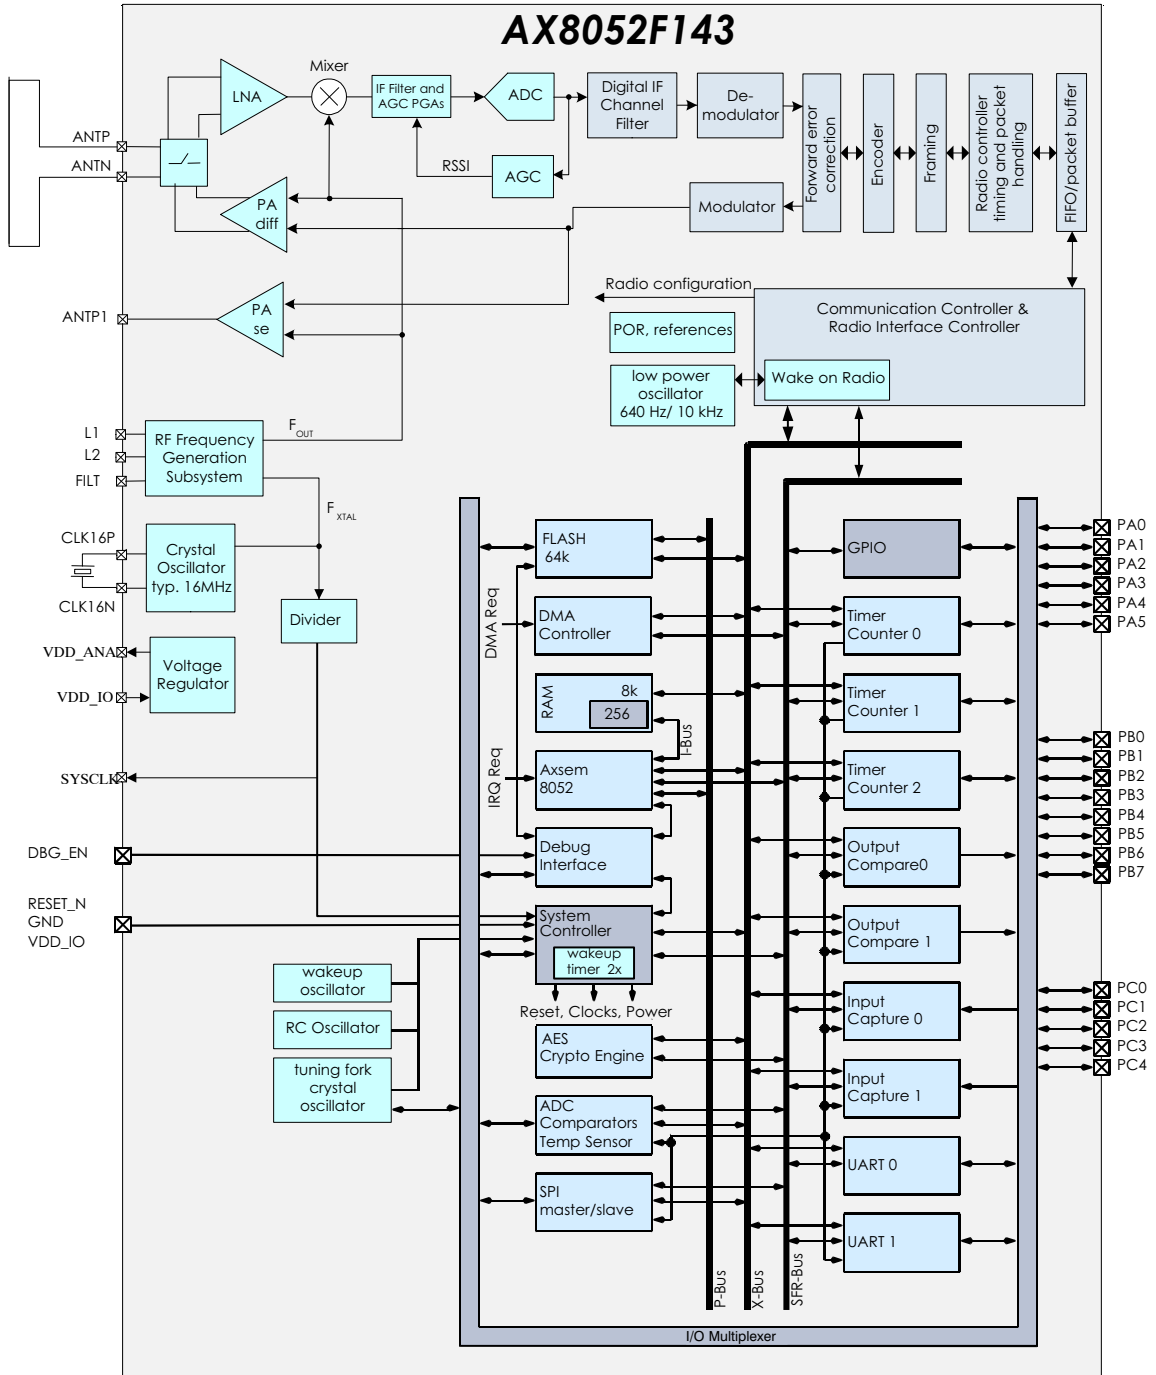 AX8052F143
Mixer
LNA
IF Filter and
AGC PGAs
ADC
Digital IF
Channel
Filter
De-
modulator
Forward error
correction
Encoder
Framing
Radio controller
timing and packet
handling
FIFO/packet buffer
ANTP
ANTN
RSSI
AGC
PA
diff
Modulator
ANTP1
PA
se
Radio configuration
Communication Controller &
Radio Interface Controller
POR, references
low power
oscillator
640 Hz/ 10 kHz
Wake on Radio
L1
L2
FILT
RF Frequency
Generation
Subsystem
FOUT
FXTAL
CLK16P
CLK16N
Crystal
Oscillator
typ. 16MHz
Divider
VDD_ANA
VDD_IO
Voltage
Regulator
SYSCLK
DBG_EN
RESET_N
GND
VDD_IO
wakeup
oscillator
RC Oscillator
tuning fork
crystal
oscillator
FLASH
64k
DMA Req
DMA
Controller
RAM
8k
256
I-Bus
IRQ Req
Axsem
8052
Debug
Interface
System
Controller
wakeup
timer 2x
Reset, Clocks, Power
AES
Crypto Engine
ADC
Comparators
Temp Sensor
SPI
master/slave
P-Bus
X-Bus
SFR-Bus
GPIO
Timer
Counter 0
Timer
Counter 1
Timer
Counter 2
Output
Compare0
Output
Compare 1
Input
Capture 0
Input
Capture 1
UART 0
UART 1
I/O Multiplexer
PA0
PA1
PA2
PA3
PA4
PA5
PB0
PB1
PB2
PB3
PB4
PB5
PB6
PB7
PC0
PC1
PC2
PC3
PC4